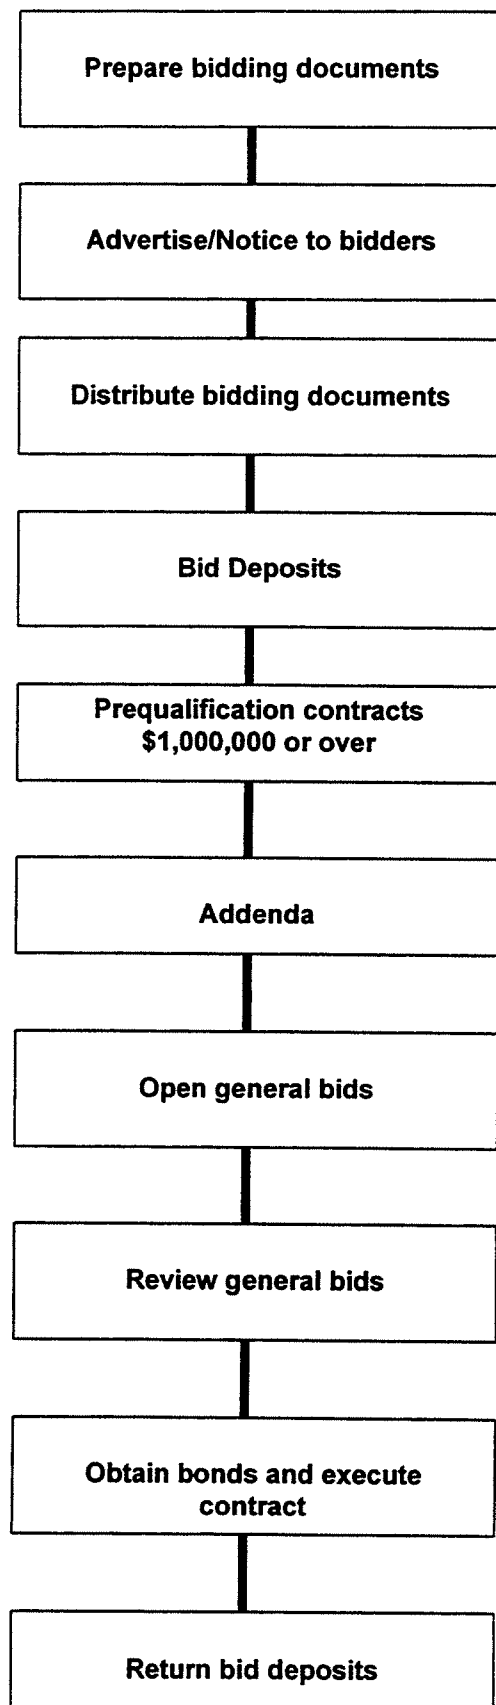 Prepare bidding documents
Advertise/Notice to bidders
Distribute bidding documents
Bid Deposits
Prequalification contracts
$1,000,000 or over
Addenda
Open general bids
Review general bids
Obtain bonds and execute
contract
Return bid deposits